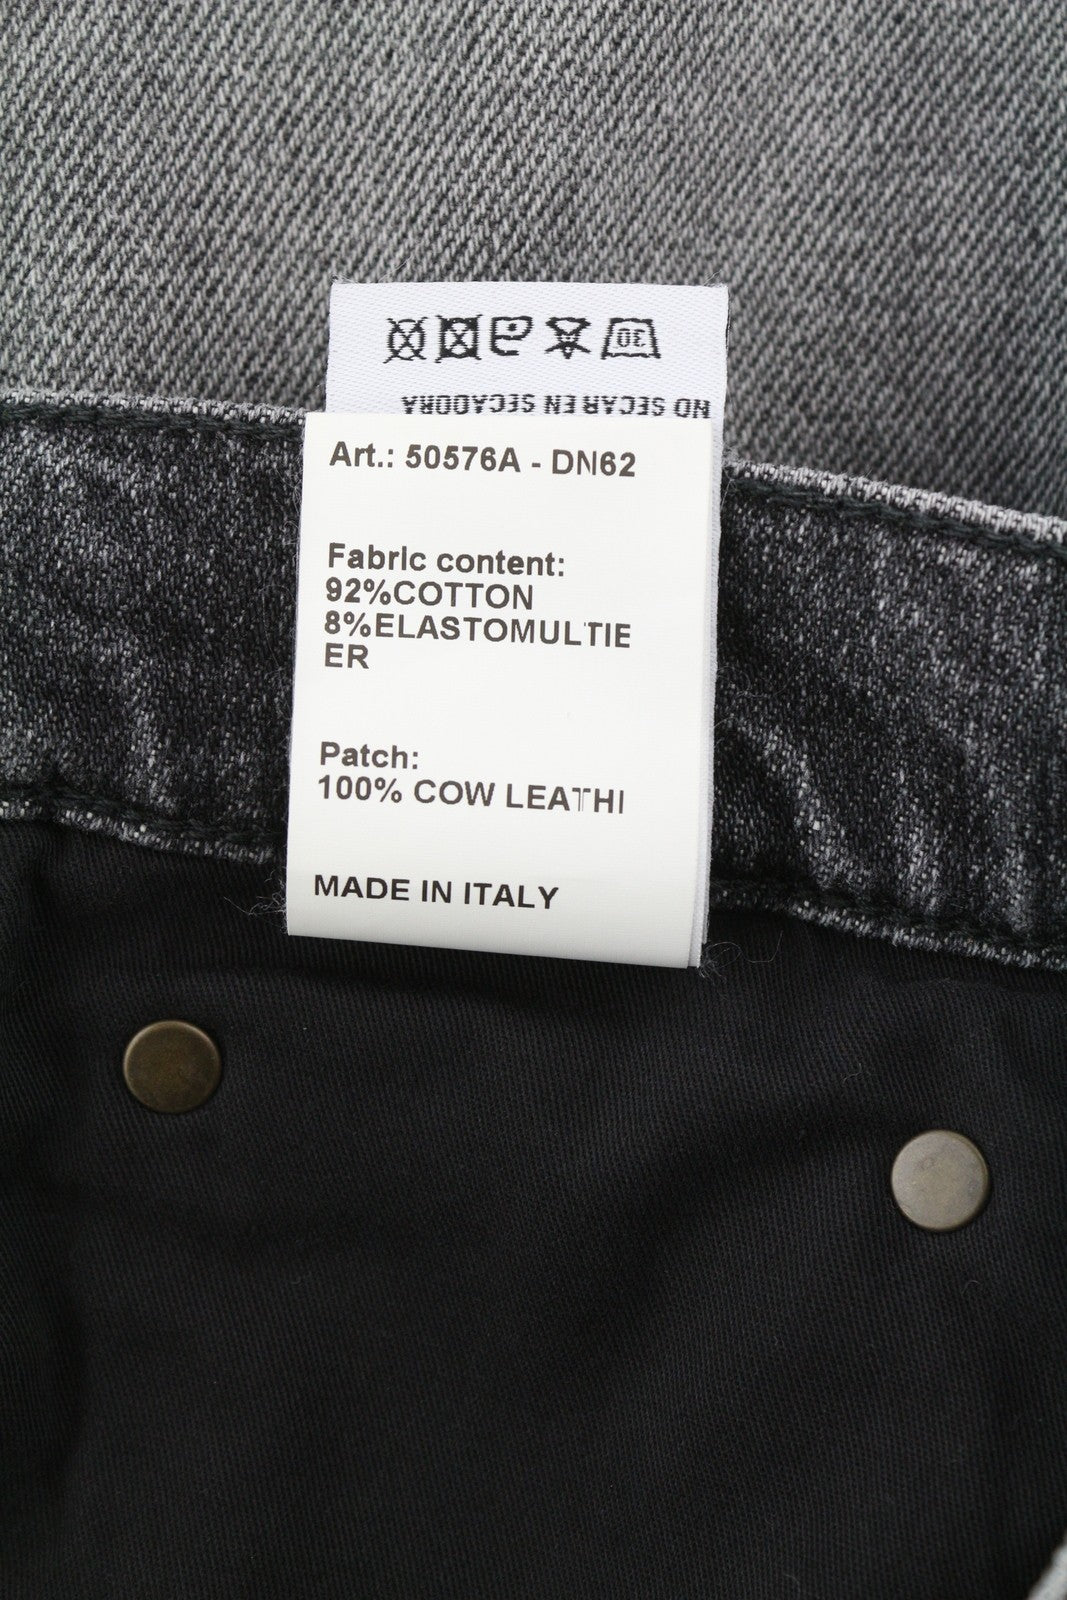 30
NO SECAR EN SECADORA
Art.: 50576A - DN62
Fabric content:
92%COTTON
8%ELASTOMULTIE
ER
Patch:
100% COW LEATHI
MADE IN ITALY